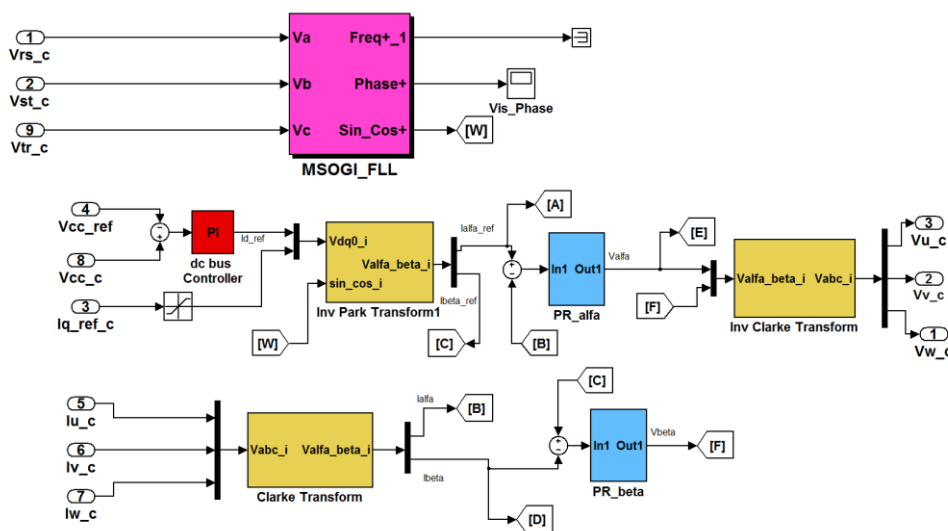 1
Vrs_c
2
Vst_c
9
Vtr_c
Va
Vb
Vc
Freq+_1
Phase+
Sin_Cos+
MSOGI_FLL
Vis_Phase
[W]
4
Vcc_ref
8
Vcc_c
3
Iq_ref_c
PI
dc bus
Controller
Id_ref
Vdq0_i
Valfa_beta_i
sin_cos_i
Inv Park Transform1
[W]
Ialfa_ref
Ibeta_ref
[A]
[C]
[B]
In1 Out1
PR_alfa
Valfa
[E]
[F]
Valfa_beta_i Vabc_i
Inv Clarke Transform
3
Vu_c
2
Vv_c
1
Vw_c
5
Iu_c
6
Iv_c
7
Iw_c
Vabc_i Valfa_beta_i
Clarke Transform
Ialfa
Ibeta
[B]
[D]
[C]
In1 Out1
PR_beta
Vbeta
[F]